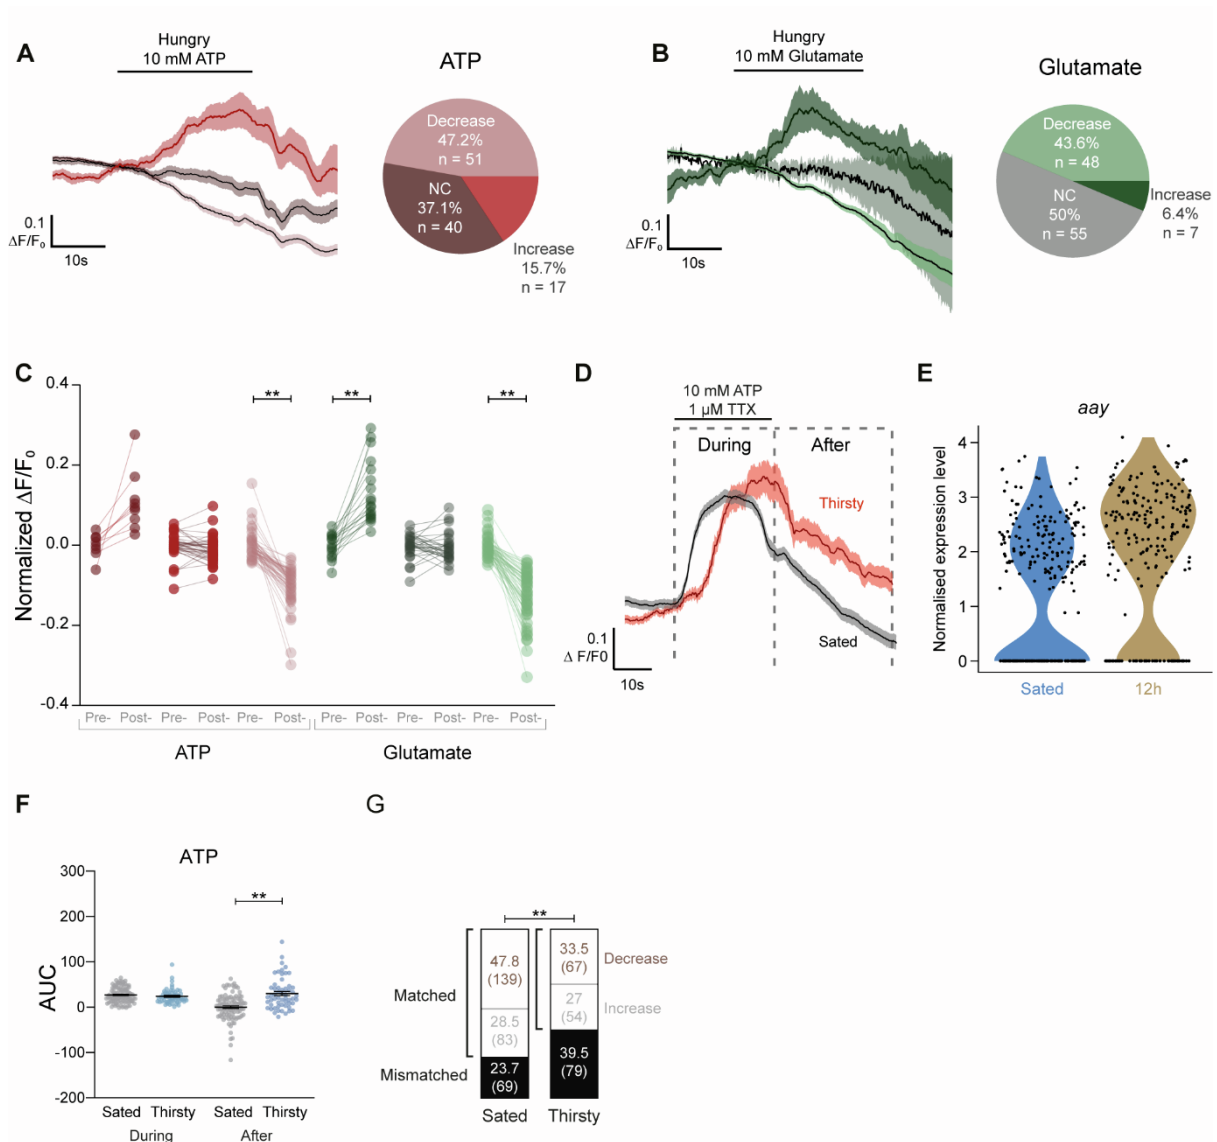 A
Hungry
10 mM ATP
0.1
ΔF/F₀
10s
ATP
Decrease
47.2%
n = 51
NC
37.1%
n = 40
Increase
15.7%
n = 17
B
Hungry
10 mM Glutamate
0.1
ΔF/F₀
10s
Glutamate
Decrease
43.6%
n = 48
NC
50%
n = 55
Increase
6.4%
n = 7
C
Normalized ΔF/F₀
0.4
0.2
0.0
-0.2
-0.4
** ** **
Pre- Post- Pre- Post- Pre- Post- Pre- Post- Pre- Post- Pre- Post-
ATP Glutamate
D
10 mM ATP
1 µM TTX
During After
Thirsty
Sated
0.1
Δ F/F0
10s
E
aay
Normalised expression level
4
3
2
1
0
Sated 12h
F
ATP
AUC
300
200
100
0
-100
-200
**
Sated Thirsty Sated Thirsty
During After
G
**
Matched
Mismatched
47.8
(139)
28.5
(83)
23.7
(69)
33.5
(67)
27
(54)
39.5
(79)
Decrease
Increase
Sated Thirsty